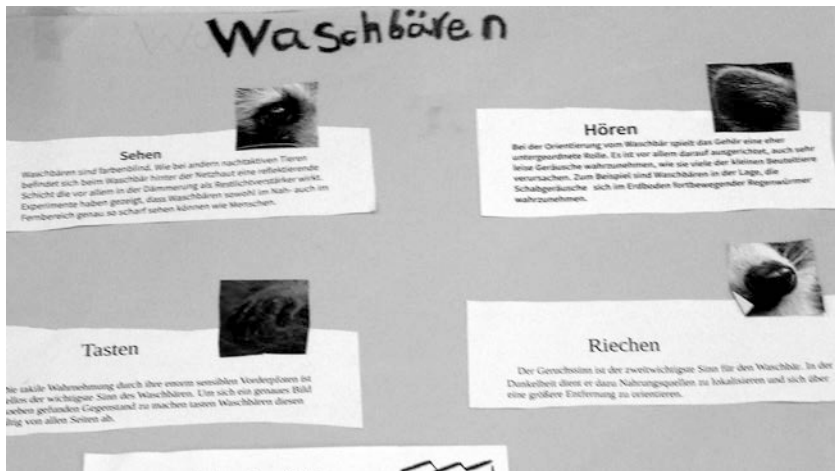 Waschbären
Sehen
Waschbären sind farbenblind. Wie bei andern nachtaktiven Tieren
befindet sich beim Waschbär hinter der Netzhaut eine reflektierende
Schicht die vor allem in der Dämmerung als Restlichtverstärker wirkt.
Experimente haben gezeigt, dass Waschbären sowohl im Nah- auch im
Fernbereich genau so scharf sehen können wie Menschen.
Hören
Bei der Orientierung vom Waschbär spielt das Gehör eine eher
untergeordnete Rolle. Es ist vor allem darauf ausgerichtet, auch sehr
leise Geräusche wahrzunehmen, wie sie viele der kleinen Beuteltiere
verursachen. Zum Beispiel sind Waschbären in der Lage, die
Schabgeräusche sich im Erdboden fortbewegender Regenwürmer
wahrzunehmen.
Tasten
Die takile Wahrnehmung durch ihre enorm sensiblen Vorderpfoten ist
der wichtigste Sinn des Waschbären. Um sich ein genaues Bild
gefunden Gegenstand zu machen tasten Waschbären diesen
von allen Seiten ab.
Riechen
Der Geruchssinn ist der zweitwichtigste Sinn für den Waschbär. In der
Dunkelheit dient er dazu Nahrungsquellen zu lokalisieren und sich über
eine größere Entfernung zu orientieren.